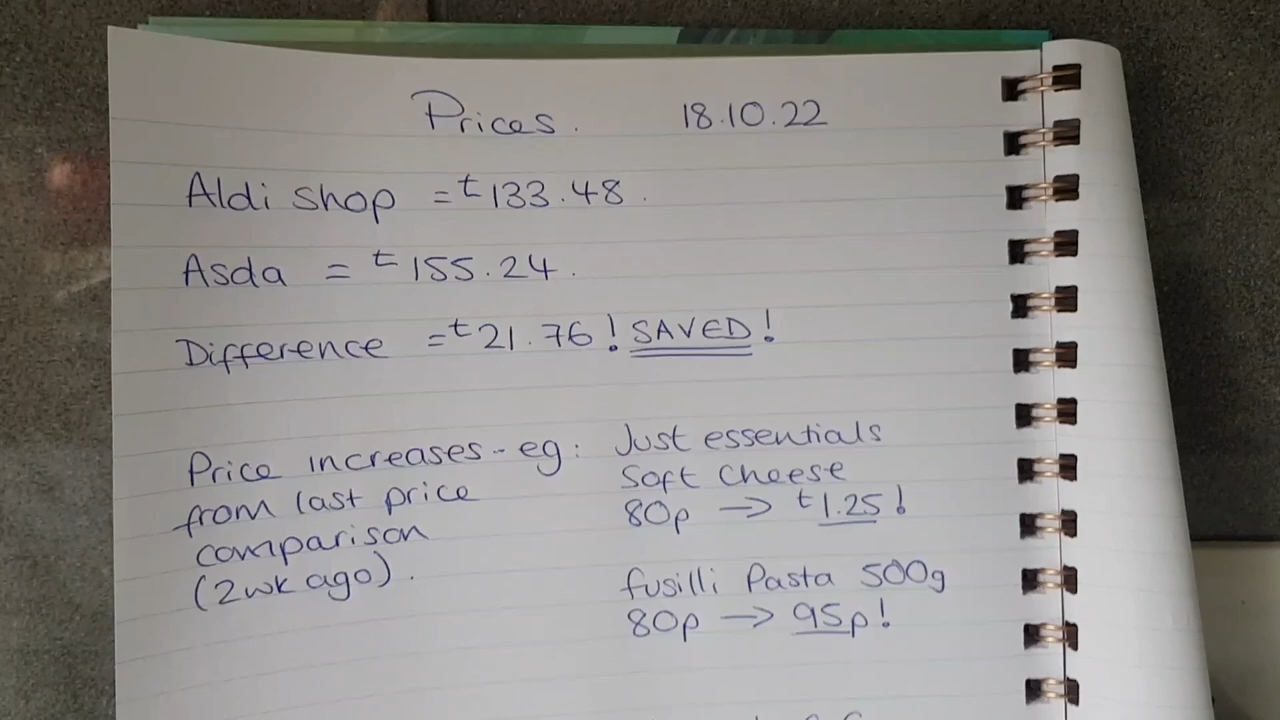 Prices. 18.10.22
Aldi shop = £133.48.
Asda = £155.24.
Difference = £21.76! SAVED!
Price increases - eg:
from last price
comparison
(2wk ago).
Just essentials
Soft Cheese
80p → £1.25!
fusilli Pasta 500g
80p → 95p!